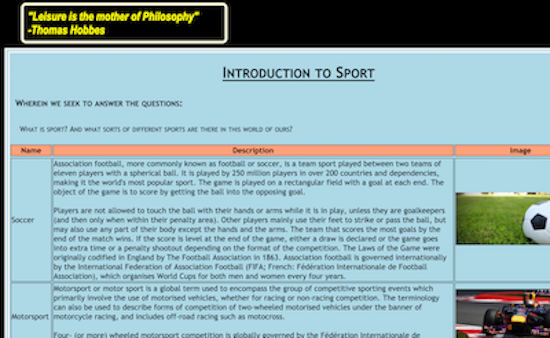 "Leisure is the mother of Philosophy"
-Thomas Hobbes
Introduction to Sport
Wherein we seek to answer the questions:
What is sport? And what sorts of different sports are there in this world of ours?
Name Description Image
Association football, more commonly known as football or soccer, is a team sport played between two teams of
eleven players with a spherical ball. It is played by 250 million players in over 200 countries and dependencies,
making it the world's most popular sport. The game is played on a rectangular field with a goal at each end. The
object of the game is to score by getting the ball into the opposing goal.
Soccer
Players are not allowed to touch the ball with their hands or arms while it is in play, unless they are goalkeepers
(and then only when within their penalty area). Other players mainly use their feet to strike or pass the ball, but
may also use any part of their body except the hands and the arms. The team that scores the most goals by the
end of the match wins. If the score is level at the end of the game, either a draw is declared or the game goes
into extra time or a penalty shootout depending on the format of the competition. The Laws of the Game were
originally codified in England by The Football Association in 1863. Association football is governed internationally
by the International Federation of Association Football (FIFA; French: Fédération Internationale de Football
Association), which organises World Cups for both men and women every four years.
Motorsport or motor sport is a global term used to encompass the group of competitive sporting events which
primarily involve the use of motorised vehicles, whether for racing or non-racing competition. The terminology
can also be used to describe forms of competition of two-wheeled motorised vehicles under the banner of
Motorsport motorcycle racing, and includes off-road racing such as motocross.
Four- (or more) wheeled motorsport competition is globally governed by the Fédération Internationale de